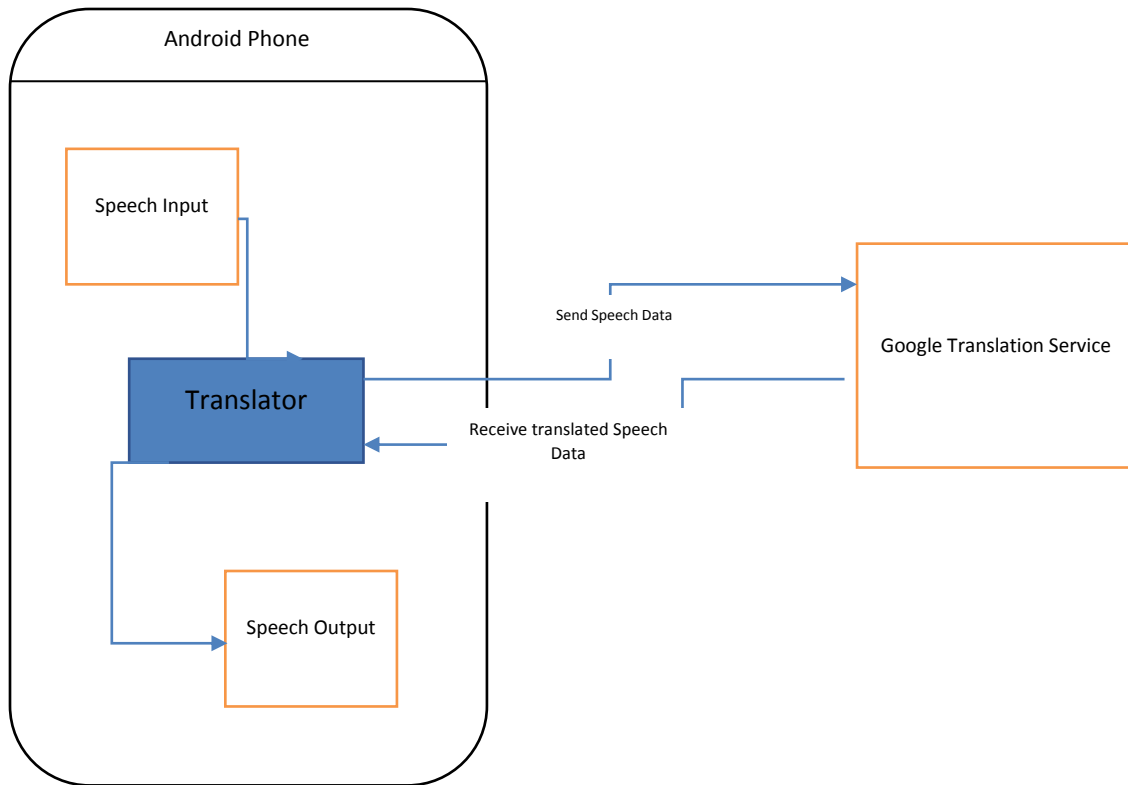 Android Phone
Speech Input
Send Speech Data
Google Translation Service
Translator
Receive translated Speech
Data
Speech Output